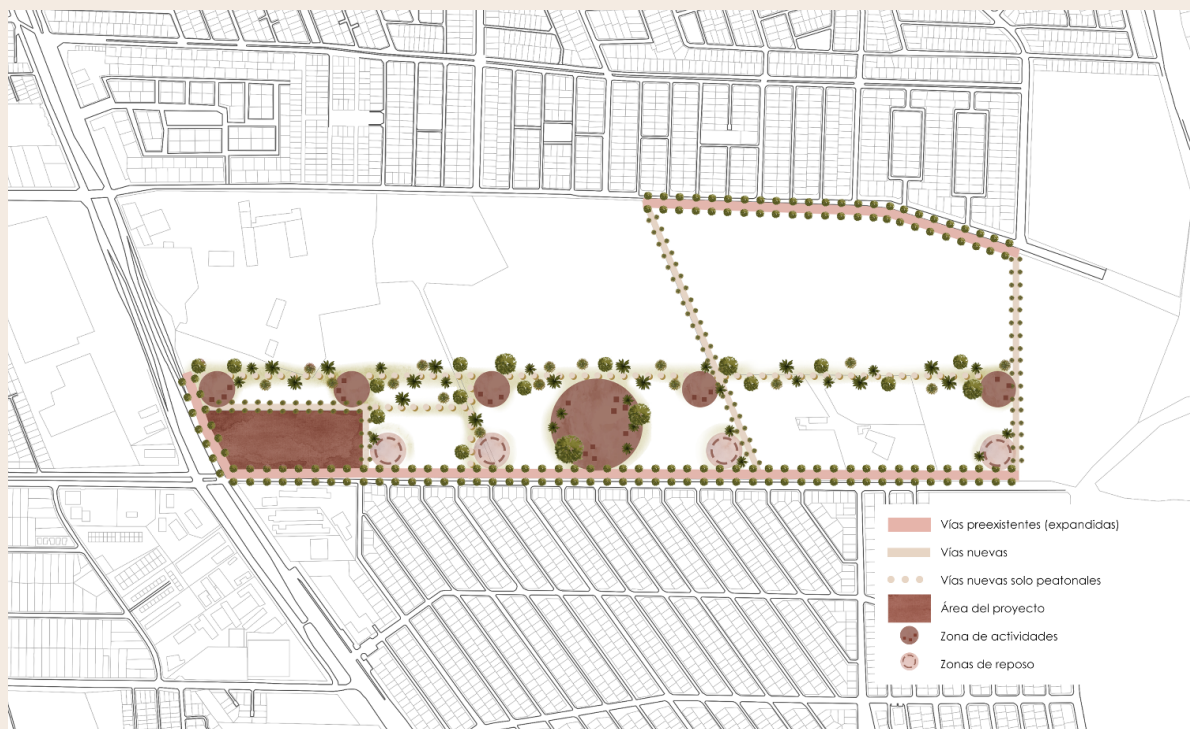 Vías preexistentes (expandidas)
Vías nuevas
Vías nuevas solo peatonales
Área del proyecto
Zona de actividades
Zonas de reposo